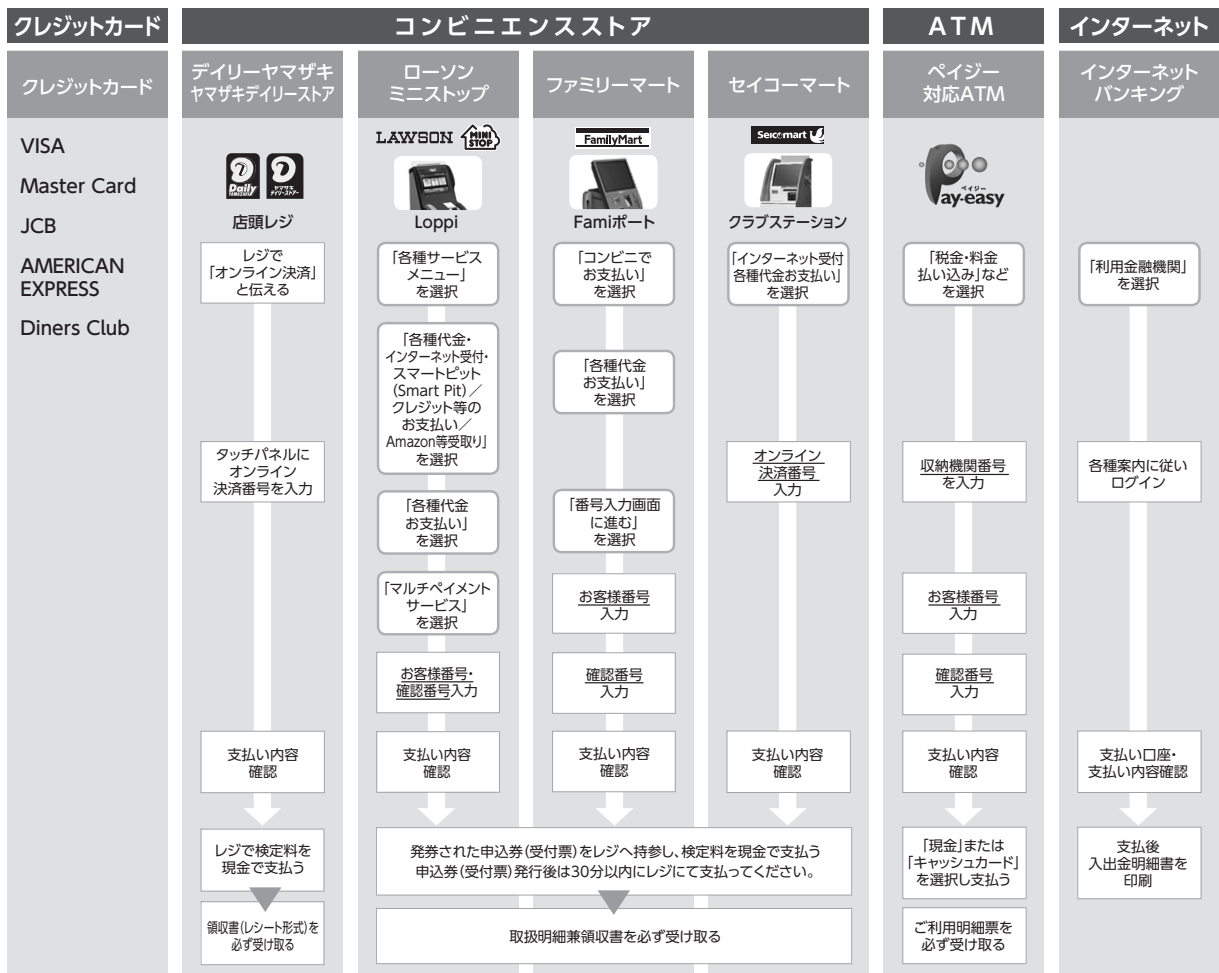 クレジットカード
クレジットカード
VISA
Master Card
JCB
AMERICAN
EXPRESS
Diners Club
コンビニエンスストア
デイリーヤマザキ
ヤマザキデイリーストア
Daily
YAMAZAKI
ヤマザキ
デイリーストアー
店頭レジ
レジで
「オンライン決済」
と伝える
タッチパネルに
オンライン
決済番号を入力
支払い内容
確認
レジで検定料を
現金で支払う
領収書(レシート形式)を
必ず受け取る
ローソン
ミニストップ
LAWSON
MINI
STOP
Loppi
「各種サービス
メニュー」
を選択
「各種代金・
インターネット受付・
スマートピット
(Smart Pit)／
クレジット等の
お支払い／
Amazon等受取り」
を選択
「各種代金
お支払い」
を選択
「マルチペイメント
サービス」
を選択
お客様番号・
確認番号入力
支払い内容
確認
ファミリーマート
FamilyMart
Famiポート
「コンビニで
お支払い」
を選択
「各種代金
お支払い」
を選択
「番号入力画面
に進む」
を選択
お客様番号
入力
確認番号
入力
支払い内容
確認
セイコーマート
Seicomart
クラブステーション
「インターネット受付
各種代金お支払い」
を選択
オンライン
決済番号
入力
支払い内容
確認
発券された申込券(受付票)をレジへ持参し、検定料を現金で支払う
申込券(受付票)発行後は30分以内にレジにて支払ってください。
取扱明細兼領収書を必ず受け取る
ATM
ペイジー
対応ATM
ペイジー
Pay-easy
「税金・料金
払い込み」など
を選択
収納機関番号
を入力
お客様番号
入力
確認番号
入力
支払い内容
確認
「現金」または
「キャッシュカード」
を選択し支払う
ご利用明細票を
必ず受け取る
インターネット
インターネット
バンキング
「利用金融機関」
を選択
各種案内に従い
ログイン
支払い口座・
支払い内容確認
支払後
入出金明細書を
印刷